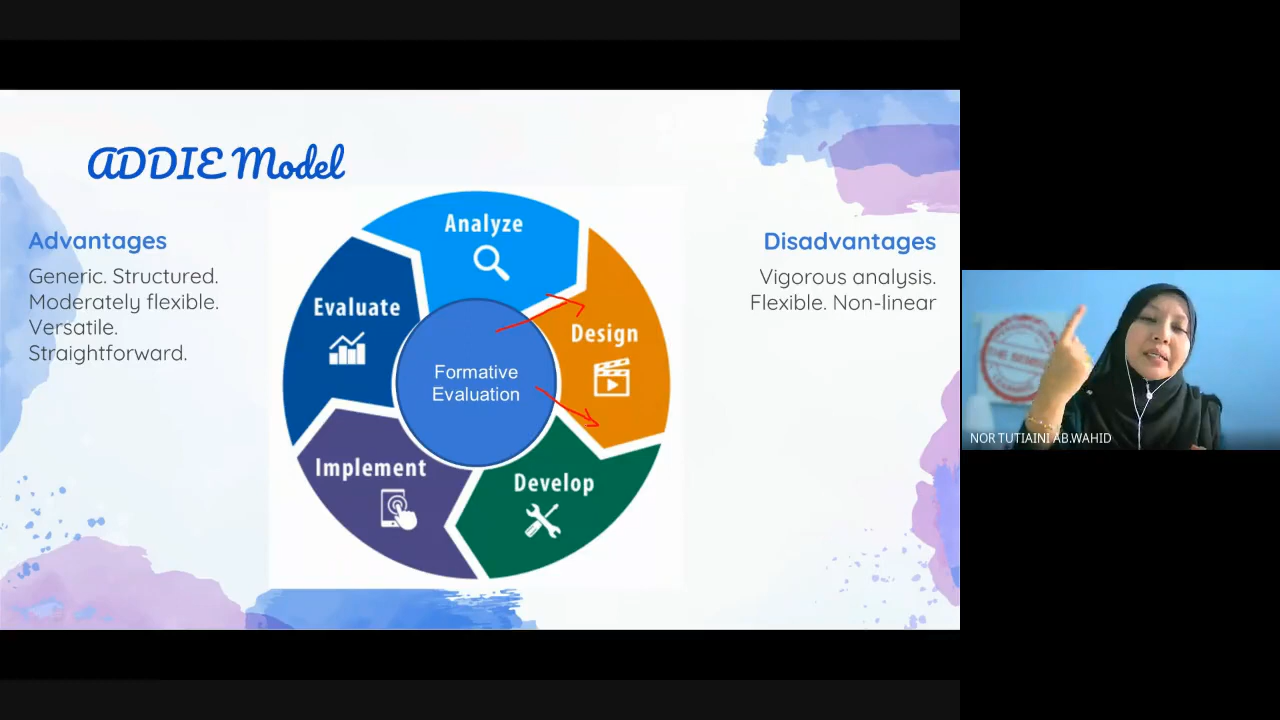 ADDIE Model
Advantages
Generic. Structured.
Moderately flexible.
Versatile.
Straightforward.
Analyze
Evaluate
Design
Formative
Evaluation
Implement
Develop
Disadvantages
Vigorous analysis.
Flexible. Non-linear
NOR TUTIAINI AB.WAHID